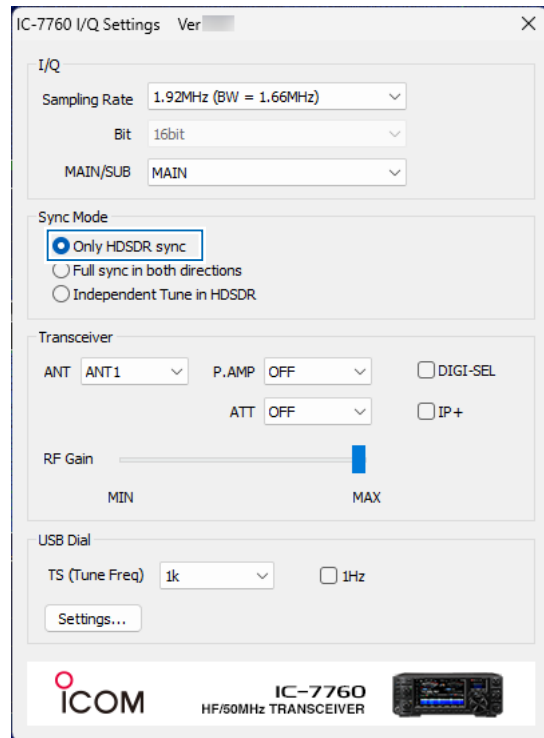 IC-7760 I/Q Settings Ver
I/Q
Sampling Rate 1.92MHz (BW = 1.66MHz)
Bit 16bit
MAIN/SUB MAIN
Sync Mode
Only HDSDR sync
Full sync in both directions
Independent Tune in HDSDR
Transceiver
ANT ANT1 P.AMP OFF DIGI-SEL
ATT OFF IP+
RF Gain
MIN MAX
USB Dial
TS (Tune Freq) 1k 1Hz
Settings...
ICOM IC-7760
HF/50MHz TRANSCEIVER